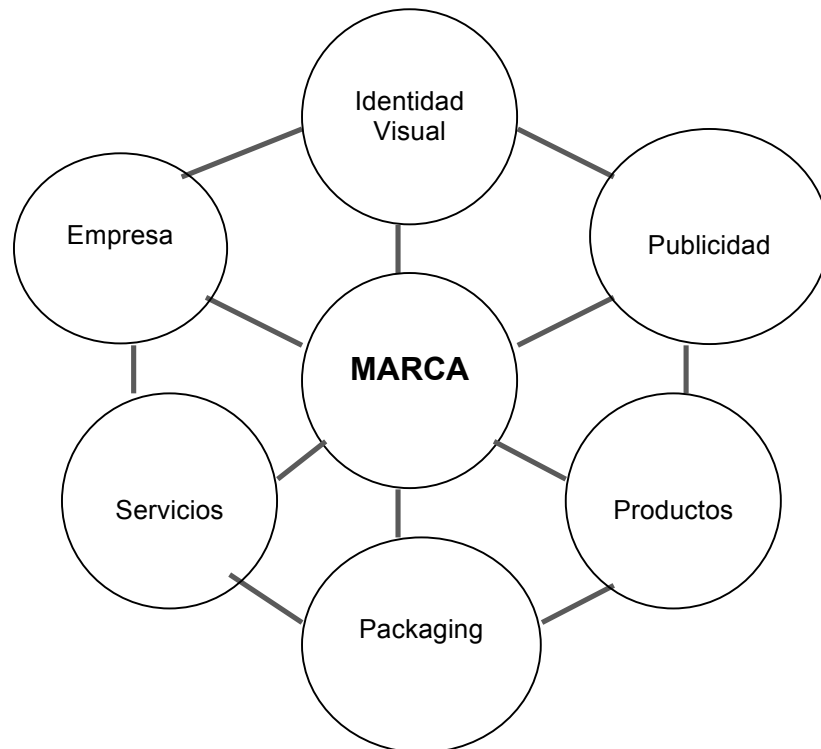 Identidad
Visual
Empresa
Publicidad
MARCA
Servicios
Productos
Packaging